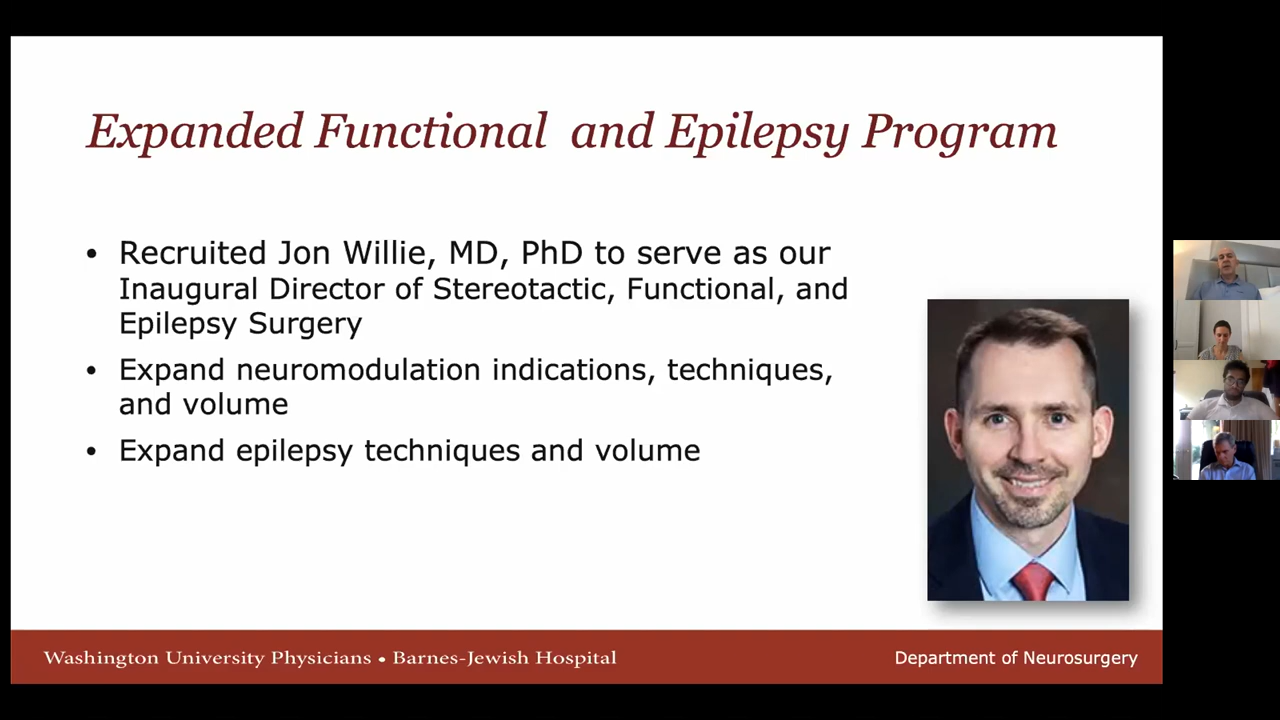 Expanded Functional and Epilepsy Program
• Recruited Jon Willie, MD, PhD to serve as our
Inaugural Director of Stereotactic, Functional, and
Epilepsy Surgery
• Expand neuromodulation indications, techniques,
and volume
• Expand epilepsy techniques and volume
Washington University Physicians • Barnes-Jewish Hospital
Department of Neurosurgery